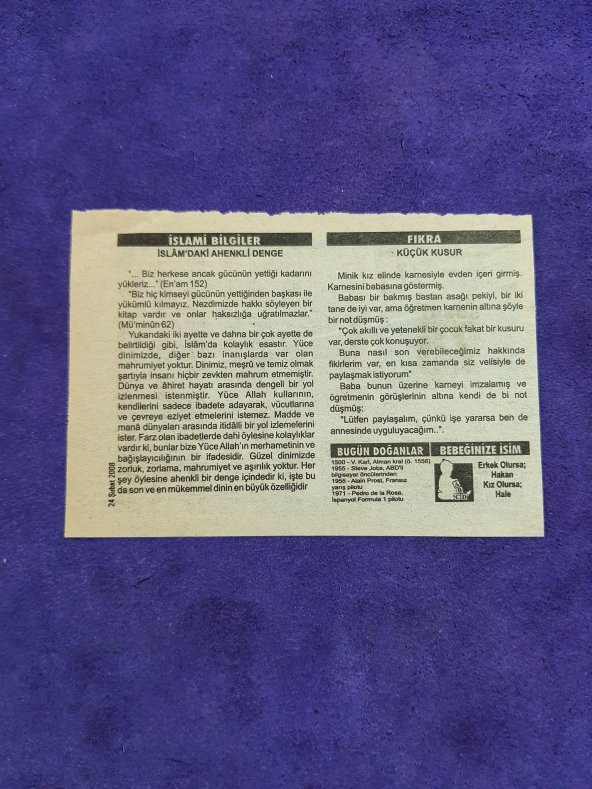 İSLAMİ BİLGİLER
İSLÂM'DAKİ AHENKLİ DENGE
"... Biz herkese ancak gücünün yettiği kadarını
yükleriz..." (En'am 152)
"Biz hiç kimseyi gücünün yettiğinden başkası ile
yükümlü kılmayız. Nezdimizde hakkı söyleyen bir
kitap vardır ve onlar haksızlığa uğratılmazlar."
(Mü'minûn 62)
Yukarıdaki iki ayette ve dahna bir çok ayette de
belirtildiği gibi, İslâm'da kolaylık esastır. Yüce
dinimizde, diğer bazı inanışlarda var olan
mahrumiyet yoktur. Dinimiz, meşrû ve temiz olmak
şartıyla insanı hiçbir zevkten mahrum etmemiştir.
Dünya ve âhiret hayatı arasında dengeli bir yol
izlenmesi istenmiştir. Yüce Allah kullarının,
kendilerini sadece ibadete adayarak, vücutlarına
ve çevreye eziyet etmelerini istemez. Madde ve
manâ dünyaları arasında itidâlli bir yol izlemelerini
ister. Farz olan ibadetlerde dahi öylesine kolaylıklar
vardır ki, bunlar bize Yüce Allah'ın merhametinin ve
bağışlayıcılığının bir ifadesidir. Güzel dinimizde
zorluk, zorlama, mahrumiyet ve aşırılık yoktur. Her
şey öylesine ahenkli bir denge içindedir ki, işte bu
da son ve en mükemmel dinin en büyük özelliğidir
24 Şubat 2008
FIKRA
KÜÇÜK KUSUR
Minik kız elinde karnesiyle evden içeri girmiş.
Karnesini babasına göstermiş.
Babası bir bakmış bastan asağı pekiyi, bir iki
tane de iyi var, ama öğretmen karnenin altına şöyle
bir not düşmüş :
"Çok akıllı ve yetenekli bir çocuk fakat bir kusuru
var, derste çok konuşuyor.
Buna nasıl son verebileceğimiz hakkında
fikirlerim var, en kısa zamanda siz velisiyle de
paylaşmak istiyorum"
Baba bunun üzerine karneyi imzalamış ve
ögretmenin görüşlerinin altına kendi de bi not
düşmüş:
"Lütfen paylaşalım, çünkü işe yararsa ben de
annesinde uyguluyacağım..".
BUGÜN DOĞANLAR
1500 - V. Karl, Alman kral (ö. 1558)
1955 - Steve Jobs, ABD'li
bilgisayar öncülerinden
1955 - Alain Prost, Fransız
yarış pilotu
1971 - Pedro de la Rosa,
İspanyol Formula 1 pilotu
BEBEĞİNİZE İSİM
Erkek Olursa;
Hakan
Kız Olursa;
Hale